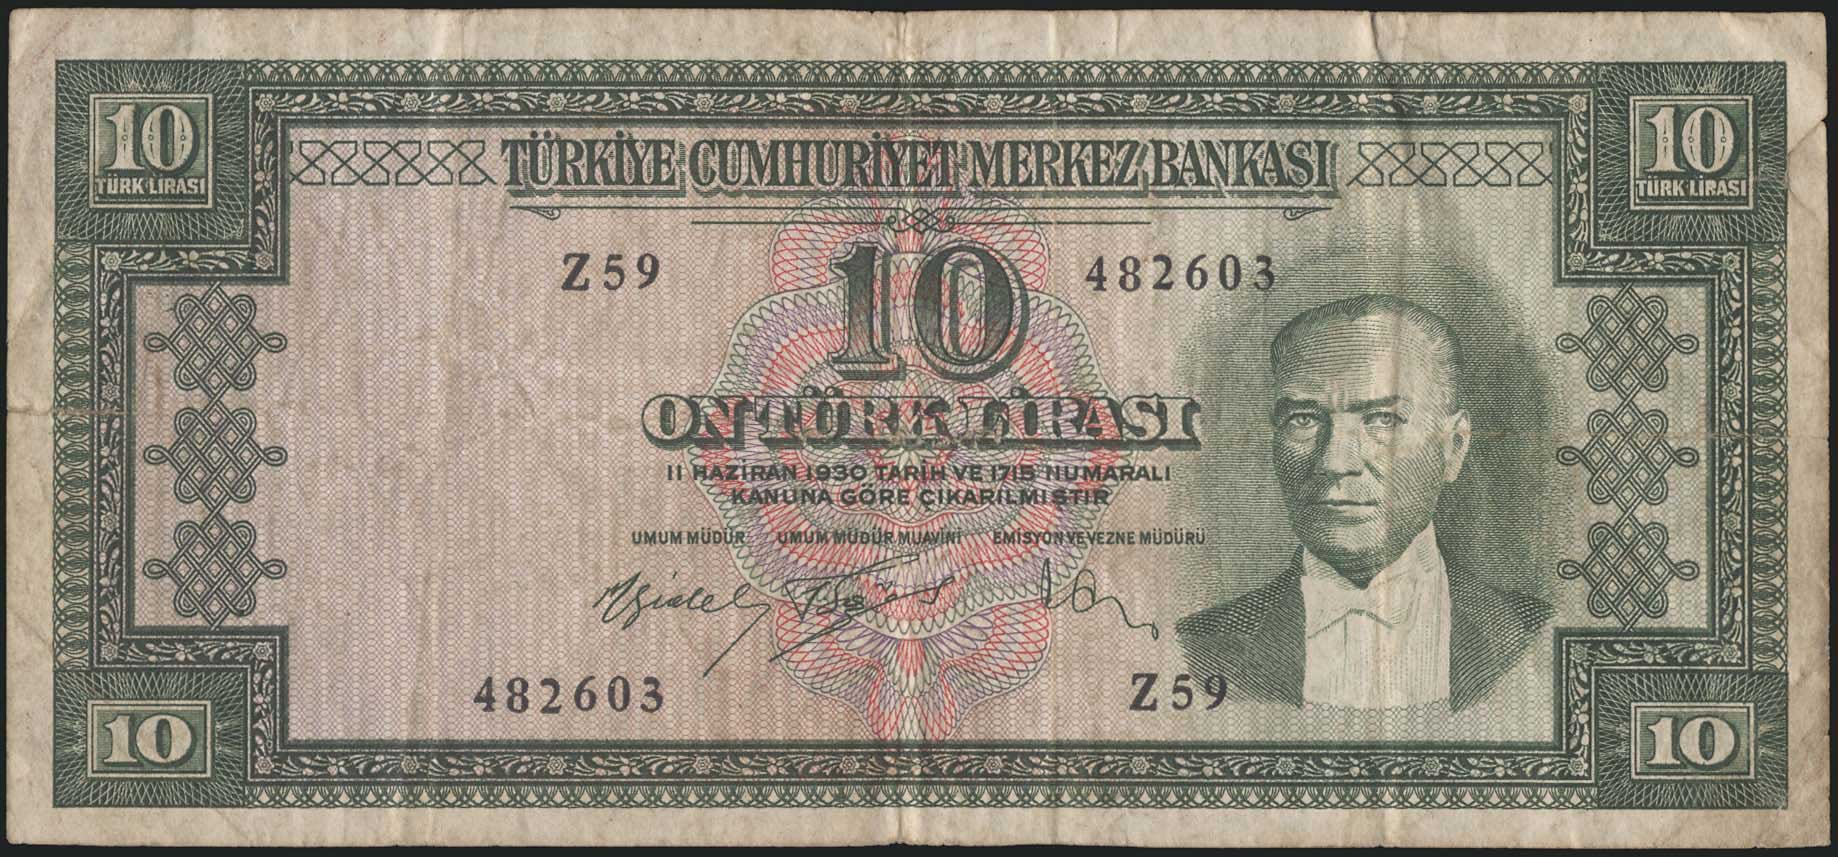 10
TÜRK LİRASI
10
TÜRK LİRASI
TÜRKİYE CUMHURİYET MERKEZ BANKASI
Z59
10
482603
ON TÜRK LİRASI
11 HAZİRAN 1930 TARİH VE 1715 NUMARALI
KANUNA GÖRE ÇIKARILMIŞTIR
UMUM MÜDÜR
UMUM MÜDÜR MUAVİNİ
EMİSYON VE VEZNE MÜDÜRÜ
482603
Z59
10
10